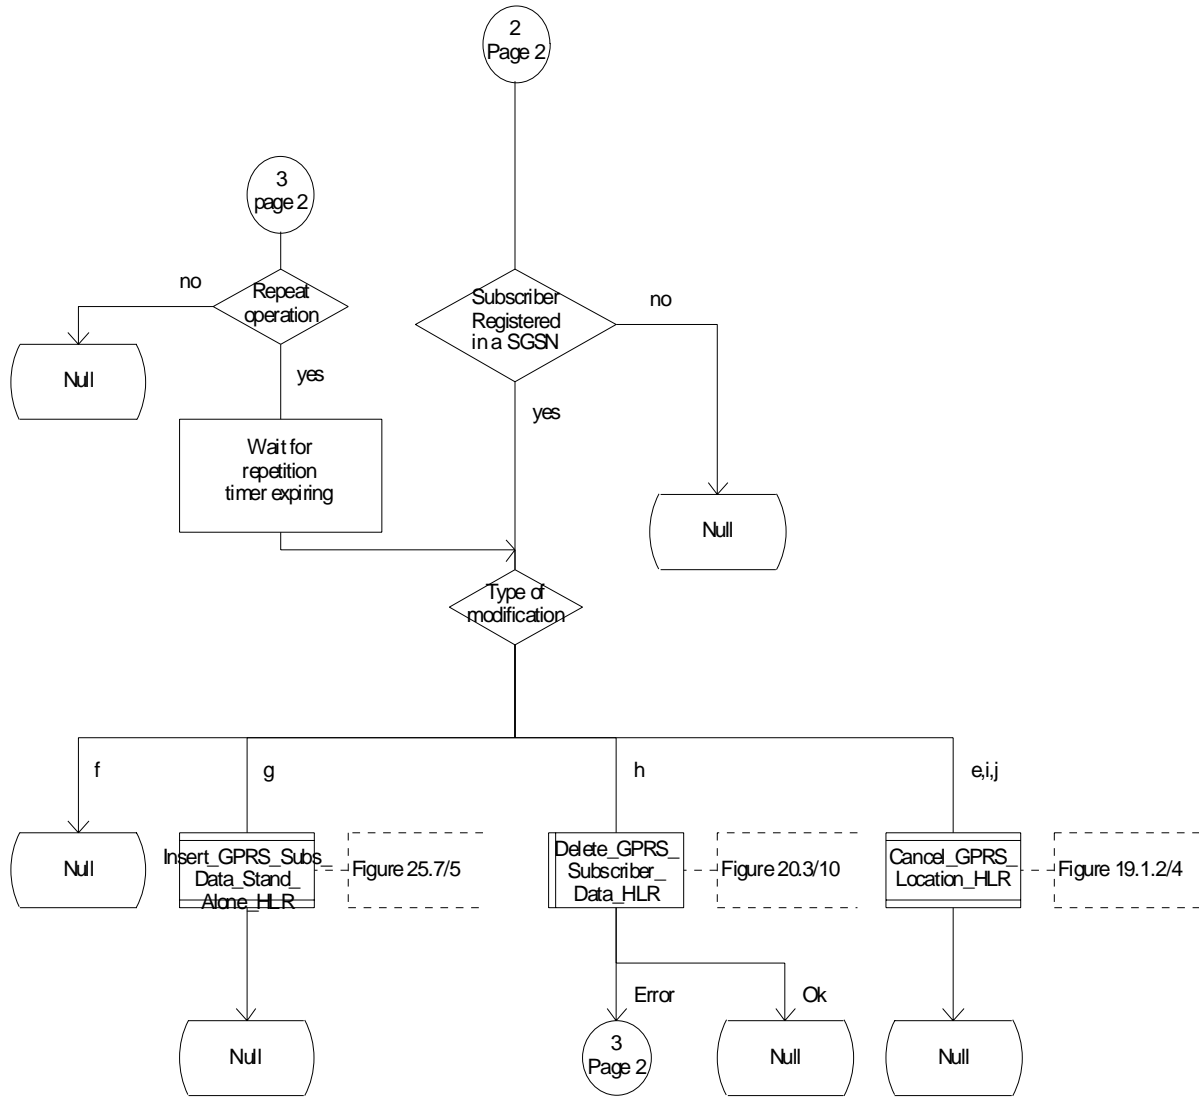 2
Page 2
3
page 2
no
Repeat
operation
Subscriber
Registered
in a SGSN
no
Null
yes
yes
Wait for
repetition
timer expiring
Null
Type of
modification
f
g
h
e,i,j
Null
Insert_GPRS_Subs_
Data_Stand_
Alone_HLR
Figure 25.7/5
Delete_GPRS_
Subscriber_
Data_HLR
Figure 20.3/10
Cancel_GPRS_
Location_HLR
Figure 19.1.2/4
Error
Ok
Null
3
Page 2
Null
Null